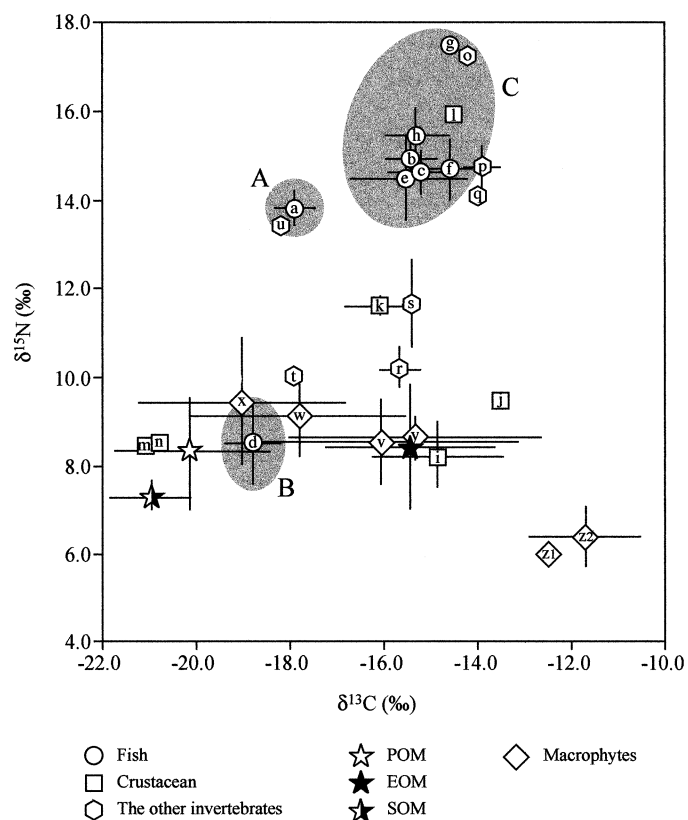 18.0
g
o
C
16.0
l
h
b
c
f
p
e
q
A
14.0
a
u
δ¹⁵N (‰)
12.0
k
s
r
10.0
t
j
x
w
m
n
d
v
y
i
8.0
B
6.0
z1
z2
4.0
-22.0 -20.0 -18.0 -16.0 -14.0 -12.0 -10.0
δ¹³C (‰)
Fish POM Macrophytes
Crustacean EOM
The other invertebrates SOM